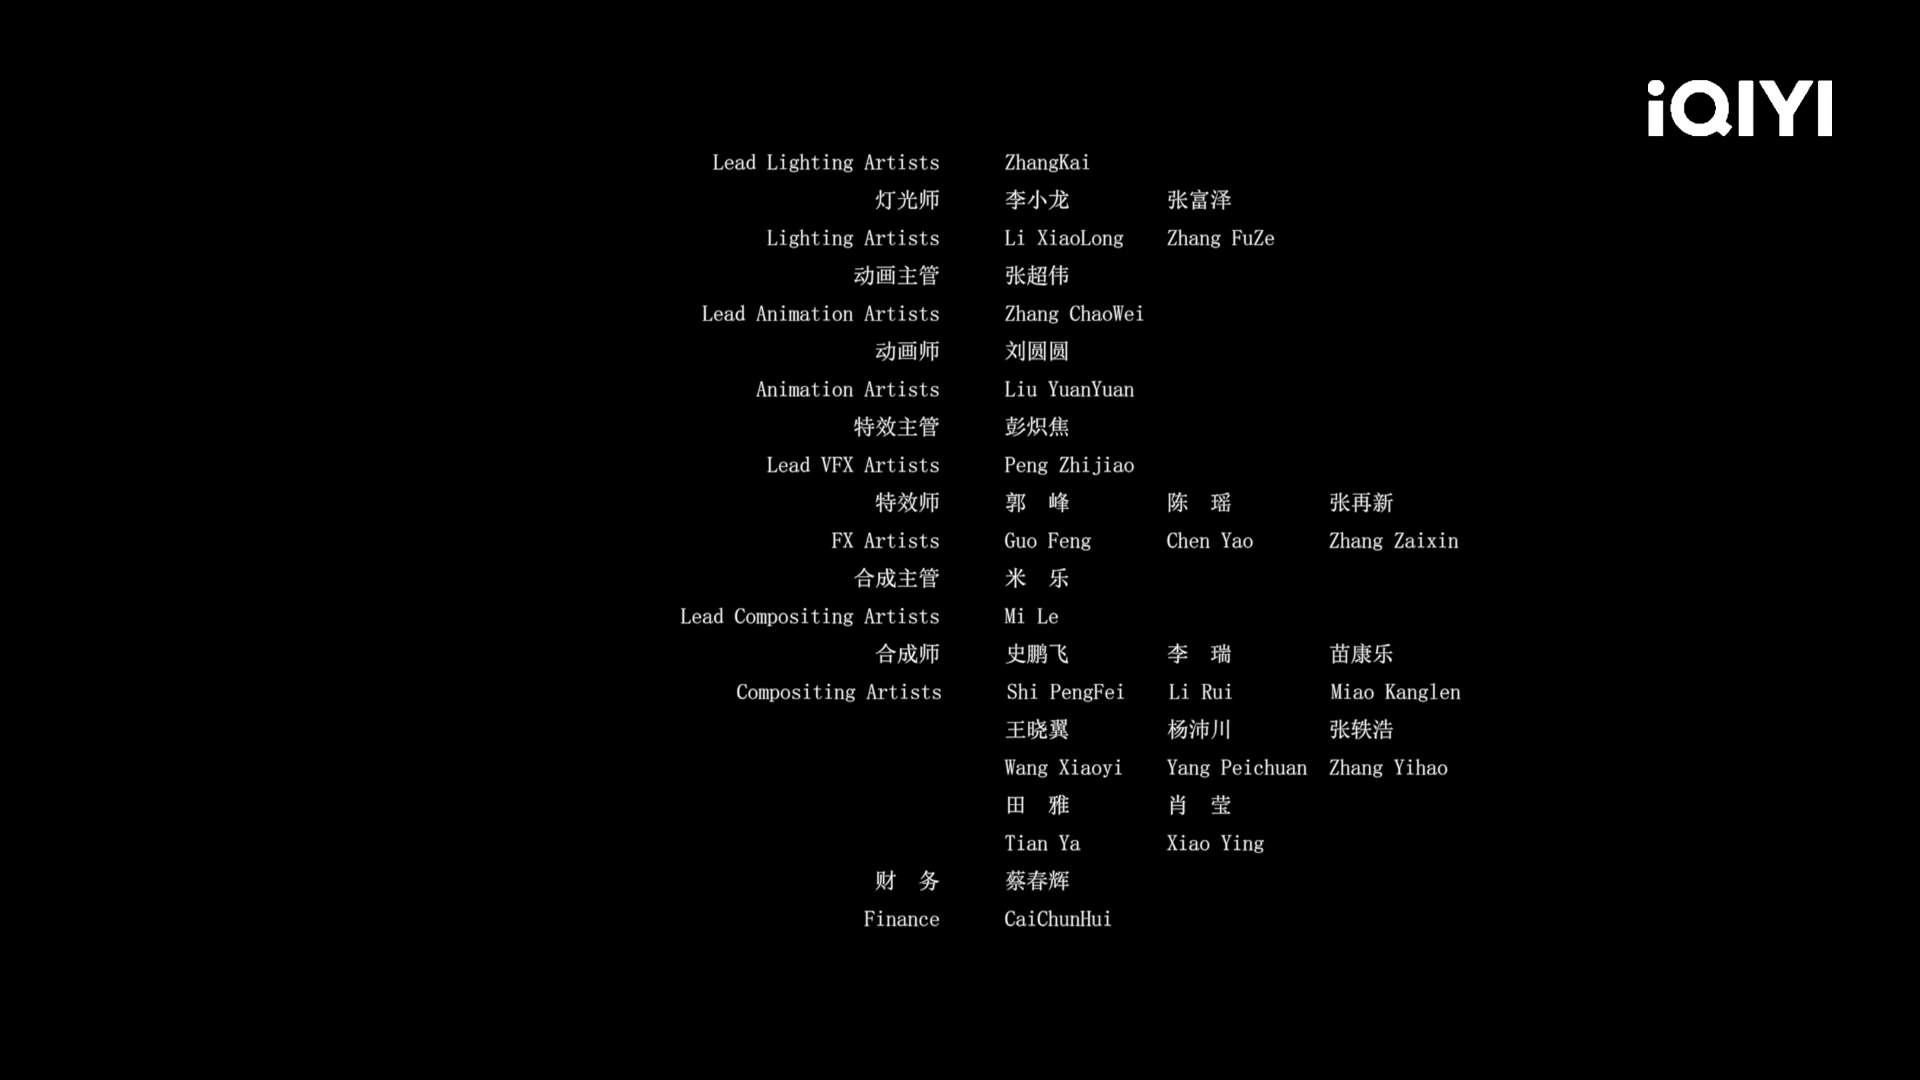 iQIYI
Lead Lighting Artists ZhangKai
灯光师 李小龙 张富泽
Lighting Artists Li XiaoLong Zhang FuZe
动画主管 张超伟
Lead Animation Artists Zhang ChaoWei
动画师 刘圆圆
Animation Artists Liu YuanYuan
特效主管 彭炽焦
Lead VFX Artists Peng Zhijiao
特效师 郭 峰 陈 瑶 张再新
FX Artists Guo Feng Chen Yao Zhang Zaixin
合成主管 米 乐
Lead Compositing Artists Mi Le
合成师 史鹏飞 李 瑞 苗康乐
Compositing Artists Shi PengFei Li Rui Miao Kanglen
王晓翼 杨沛川 张轶浩
Wang Xiaoyi Yang Peichuan Zhang Yihao
田 雅 肖 莹
Tian Ya Xiao Ying
财 务 蔡春辉
Finance CaiChunHui